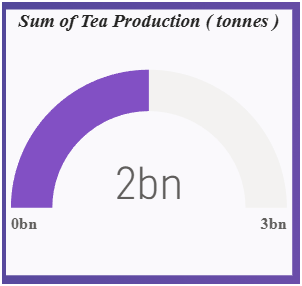 Sum of Tea Production ( tonnes )
2bn
0bn 3bn